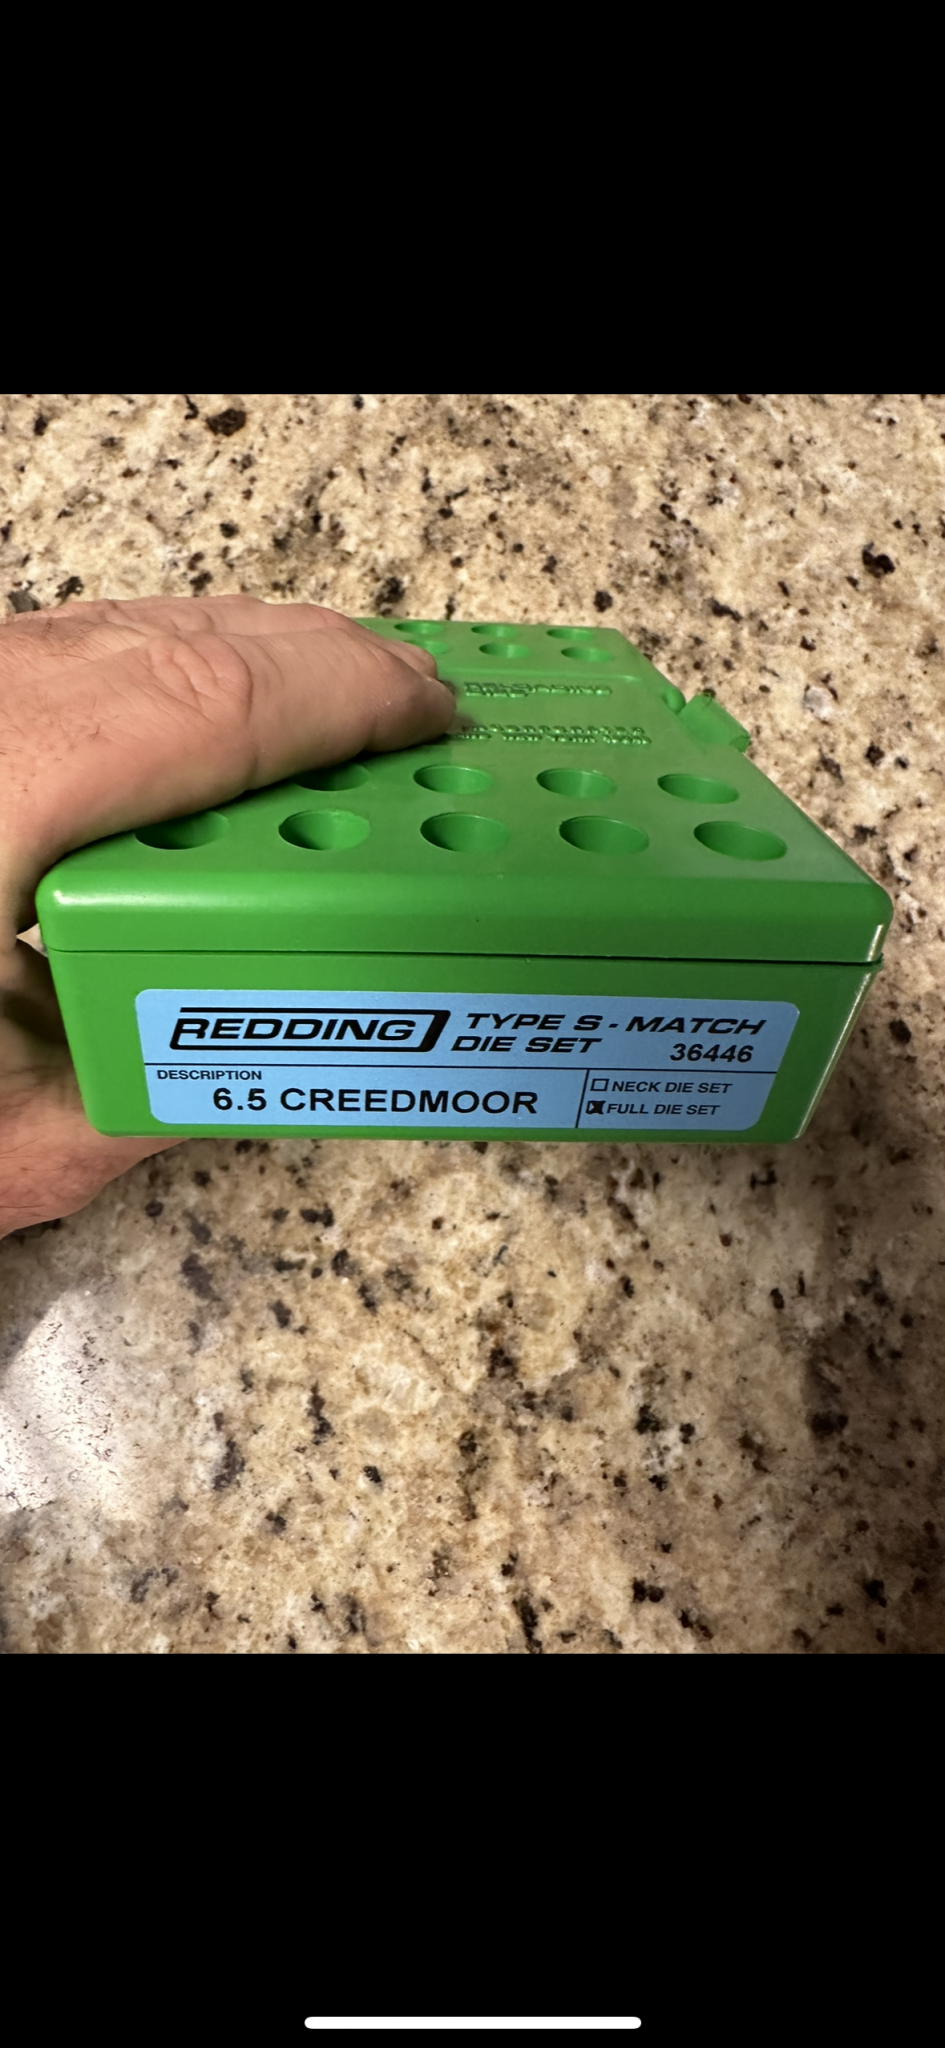 REDDING
TYPE S - MATCH
DIE SET
36446
DESCRIPTION
6.5 CREEDMOOR
NECK DIE SET
FULL DIE SET